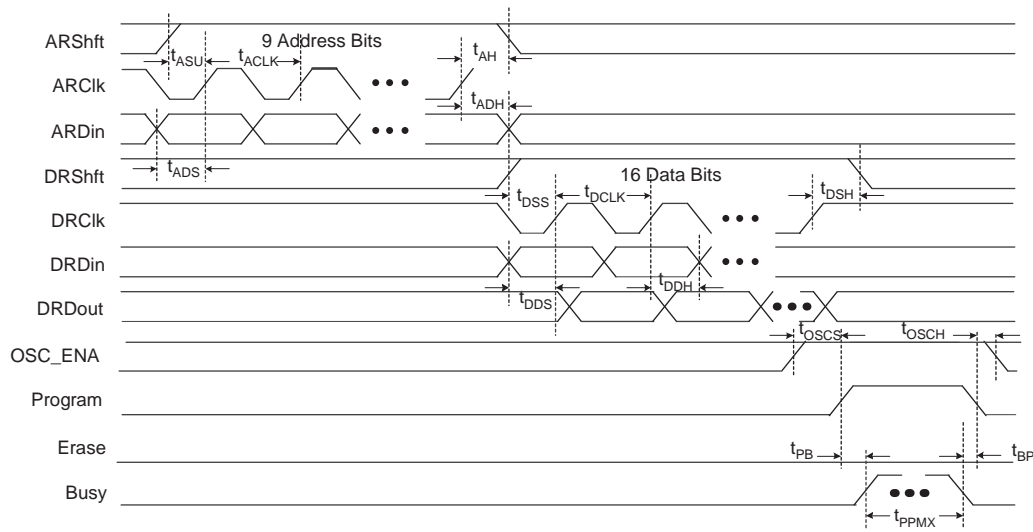 ARShft
9 Address Bits
tASU
tACLK
tAH
ARClk
tADH
ARDin
tADS
DRShft
16 Data Bits
tDSS
tDCLK
tDSH
DRClk
DRDin
tDDS
tDDH
DRDout
tOSCS
tOSCH
OSC_ENA
Program
Erase
tPB
tBP
Busy
tPPMX